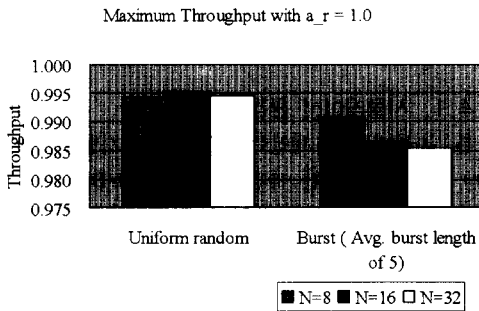 Maximum Throughput with a_r = 1.0
Throughput
1.000
0.995
0.990
0.985
0.980
0.975
Uniform random
Burst ( Avg. burst length
of 5)
N=8 N=16 N=32